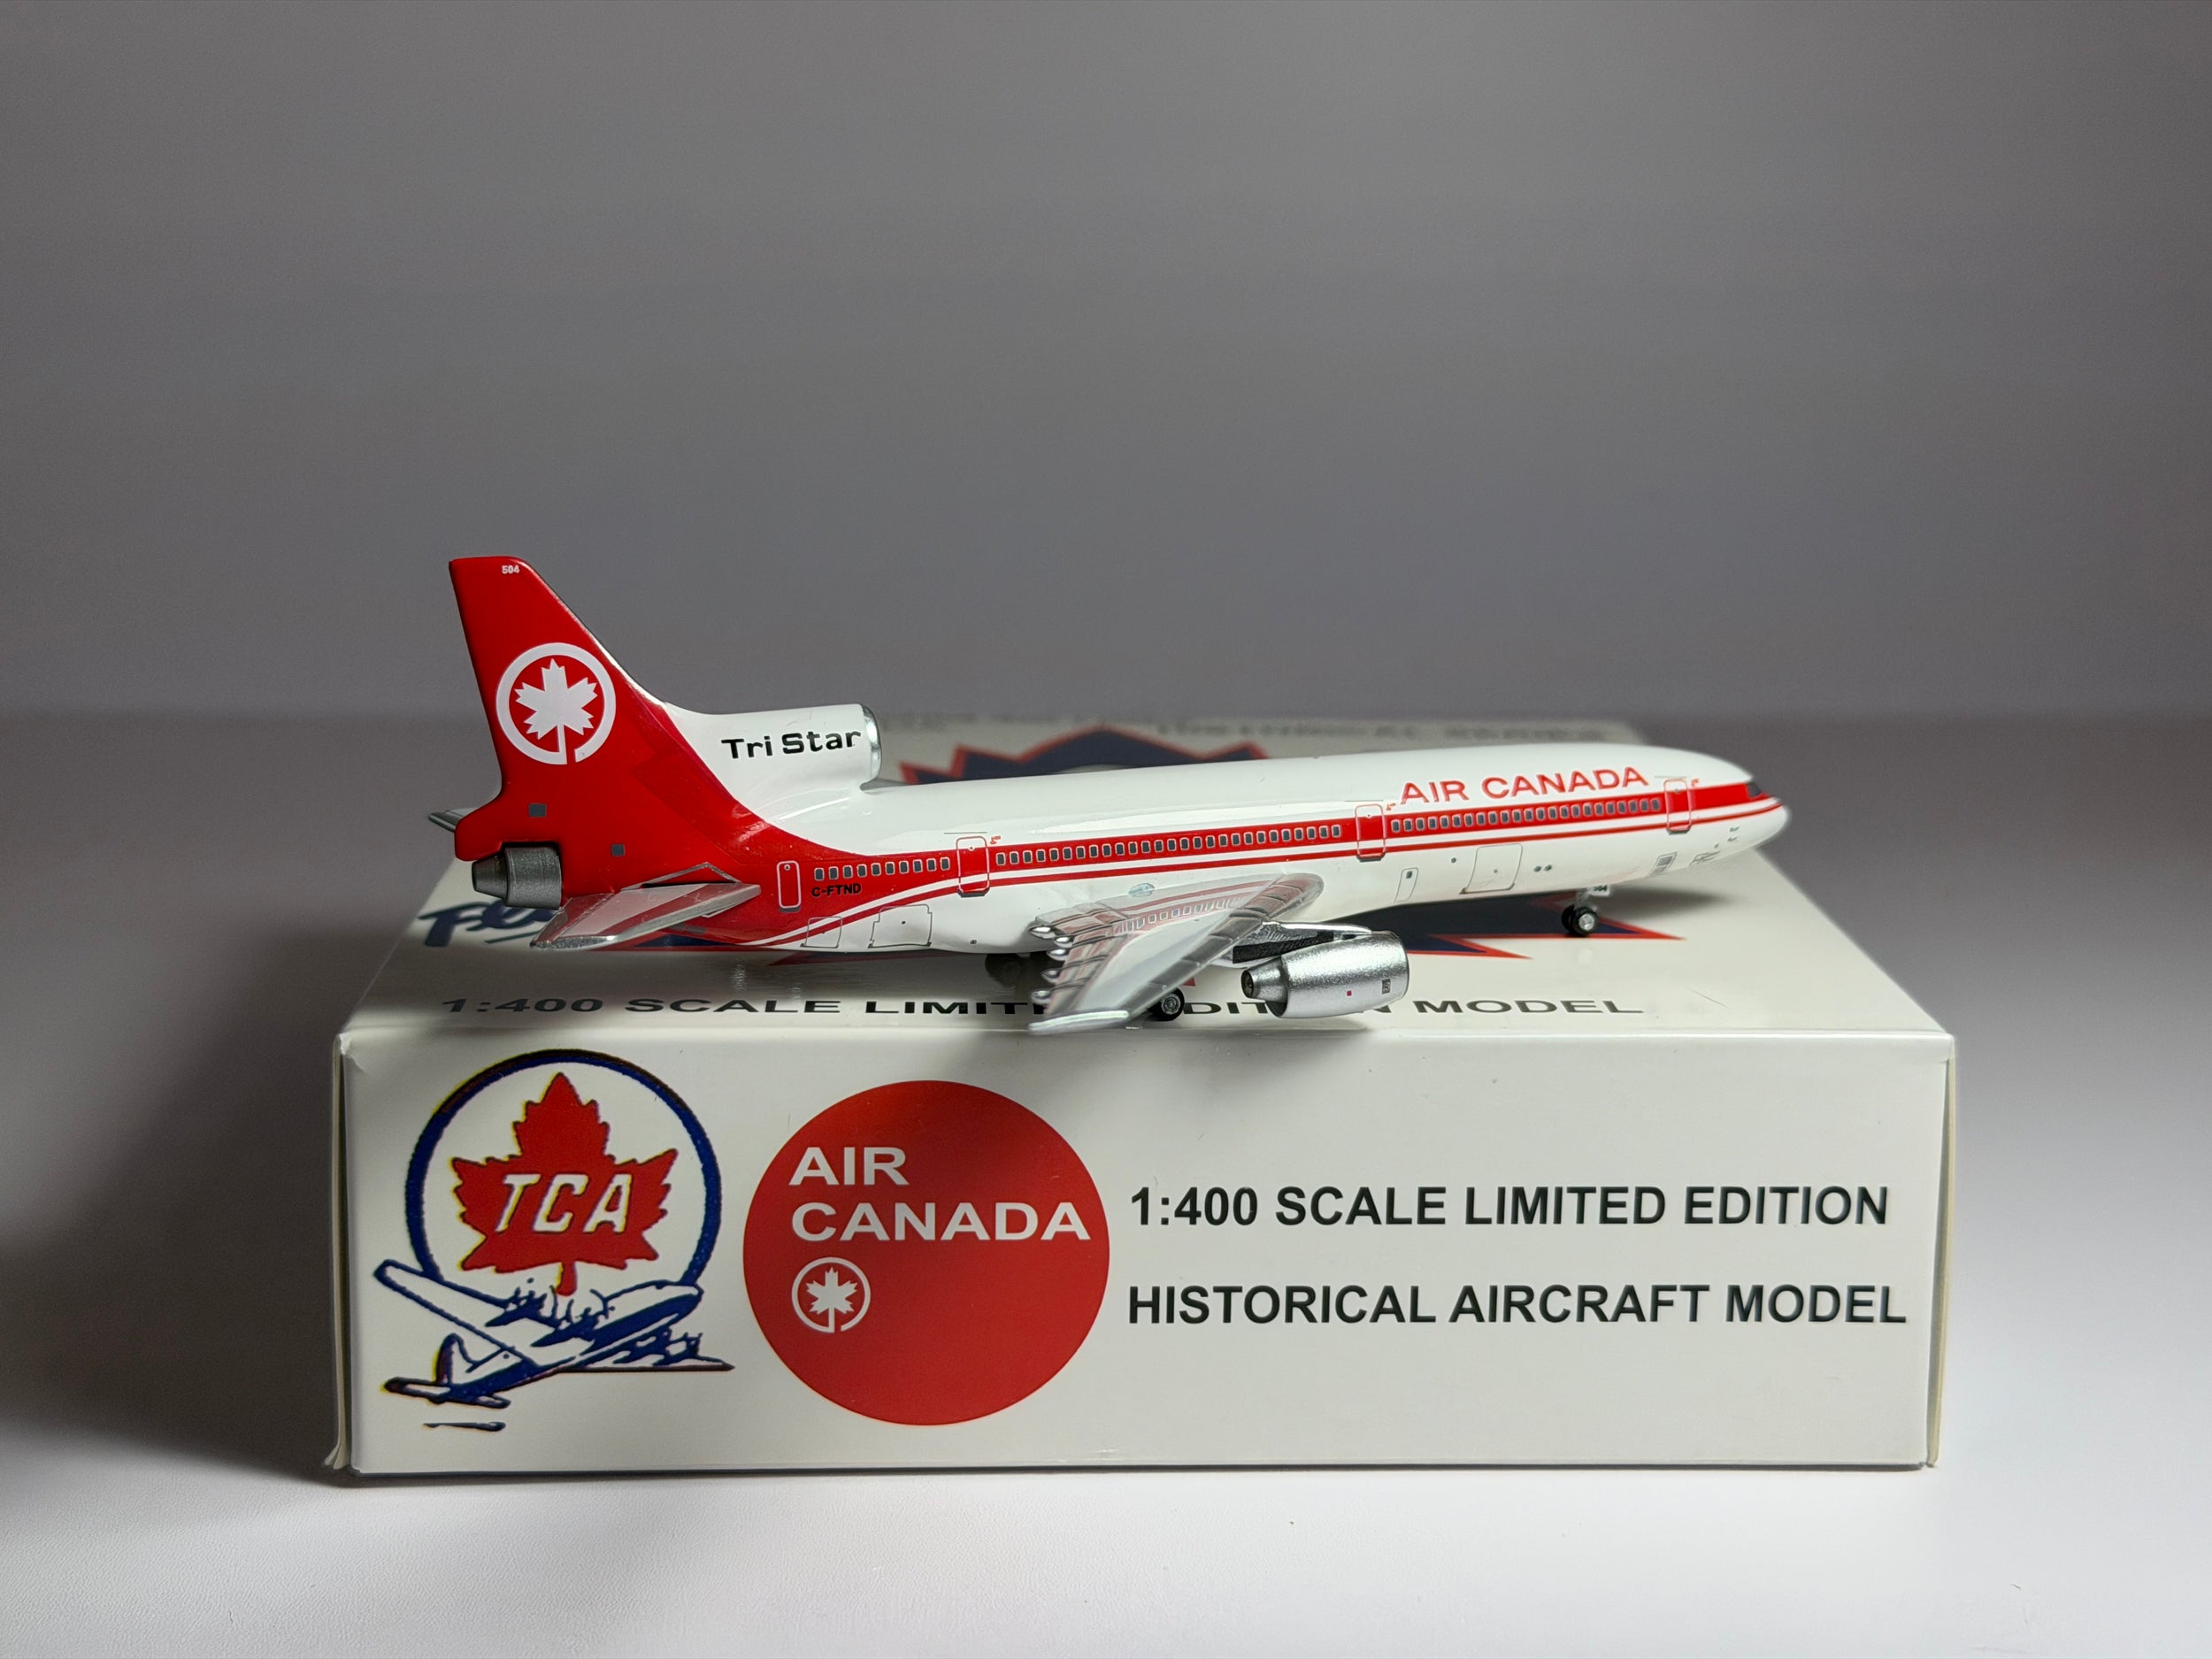 504
Tri Star
AIR CANADA
C-FTND
1:400 SCALE LIMITED EDITION MODEL
TCA
AIR
CANADA
1:400 SCALE LIMITED EDITION
HISTORICAL AIRCRAFT MODEL